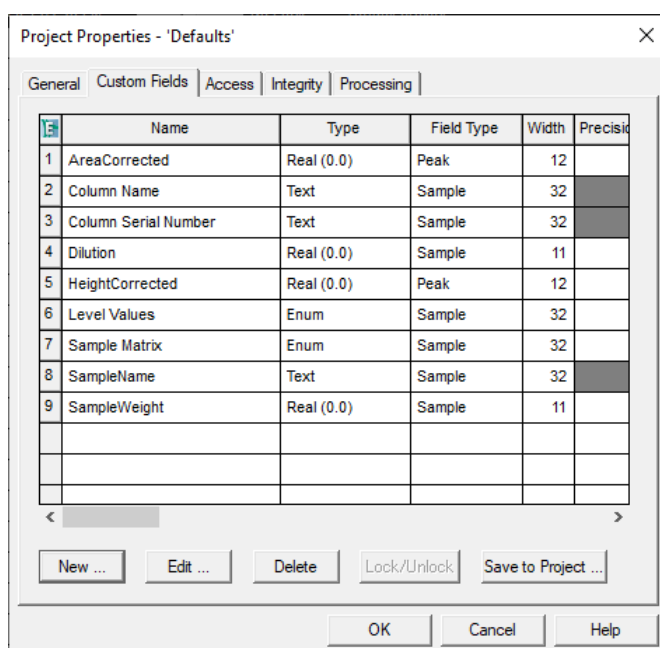 Project Properties - 'Defaults'
General Custom Fields Access Integrity Processing
Name Type Field Type Width Precisio
1 AreaCorrected Real (0.0) Peak 12
2 Column Name Text Sample 32
3 Column Serial Number Text Sample 32
4 Dilution Real (0.0) Sample 11
5 HeightCorrected Real (0.0) Peak 12
6 Level Values Enum Sample 32
7 Sample Matrix Enum Sample 32
8 SampleName Text Sample 32
9 SampleWeight Real (0.0) Sample 11
New ... Edit ... Delete Lock/Unlock Save to Project ...
OK Cancel Help